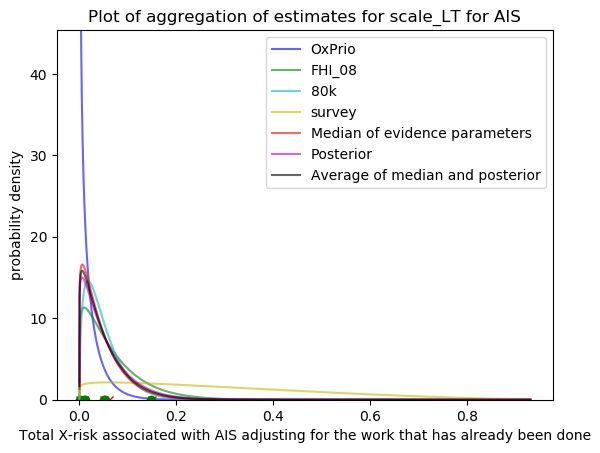 Plot of aggregation of estimates for scale_LT for AIS
OxPrio
FHI_08
80k
survey
Median of evidence parameters
Posterior
Average of median and posterior
probability density
40
30
20
10
0
0.0 0.2 0.4 0.6 0.8
Total X-risk associated with AIS adjusting for the work that has already been done